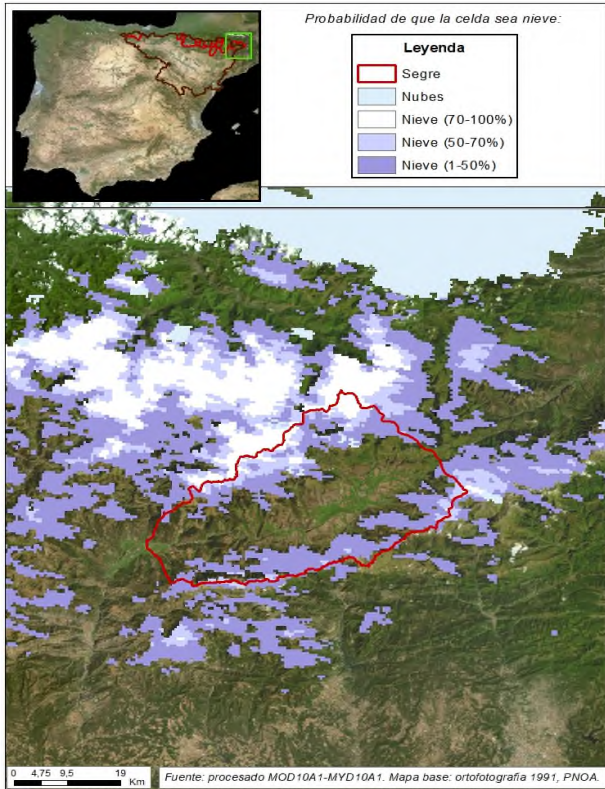 Probabilidad de que la celda sea nieve:
Leyenda
Segre
Nubes
Nieve (70-100%)
Nieve (50-70%)
Nieve (1-50%)
0 4,75 9,5 19
Km
Fuente: procesado MOD10A1-MYD10A1. Mapa base: ortofotografía 1991, PNOA.